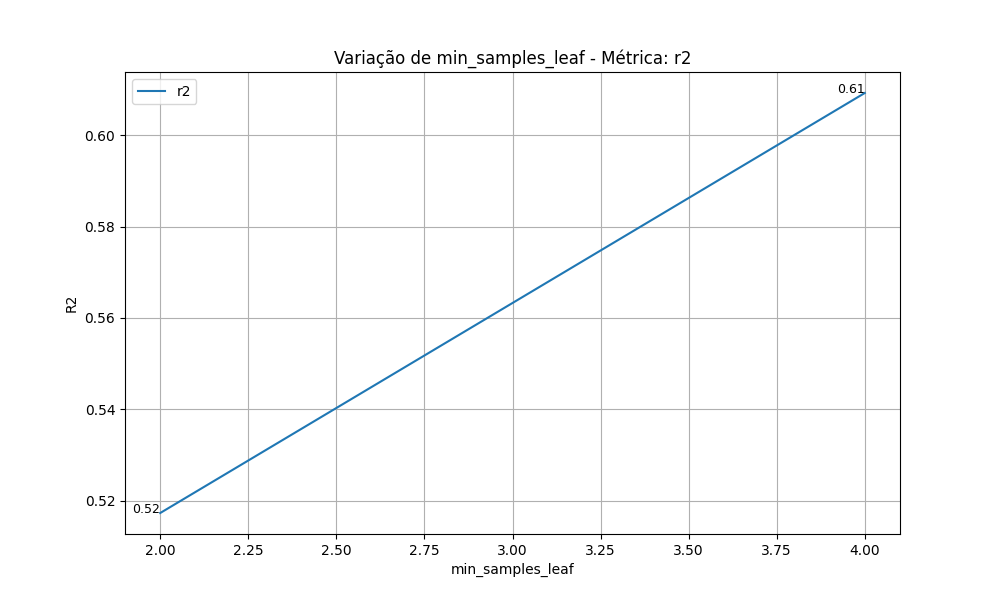 Variação de min_samples_leaf - Métrica: r2
r2
0.61
0.52
0.60
0.58
0.56
0.54
0.52
R2
2.00 2.25 2.50 2.75 3.00 3.25 3.50 3.75 4.00
min_samples_leaf